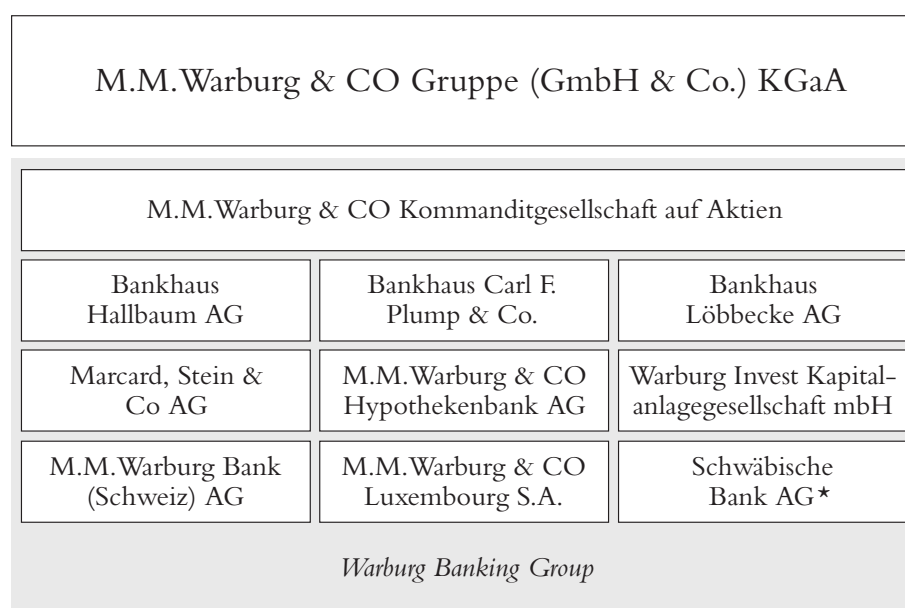 M.M.Warburg & CO Gruppe (GmbH & Co.) KGaA
M.M.Warburg & CO Kommanditgesellschaft auf Aktien
Bankhaus
Hallbaum AG
Bankhaus Carl F.
Plump & Co.
Bankhaus
Löbbecke AG
Marcard, Stein &
Co AG
M.M.Warburg & CO
Hypothekenbank AG
Warburg Invest Kapital-
anlagegesellschaft mbH
M.M.Warburg Bank
(Schweiz) AG
M.M.Warburg & CO
Luxembourg S.A.
Schwäbische
Bank AG★
Warburg Banking Group